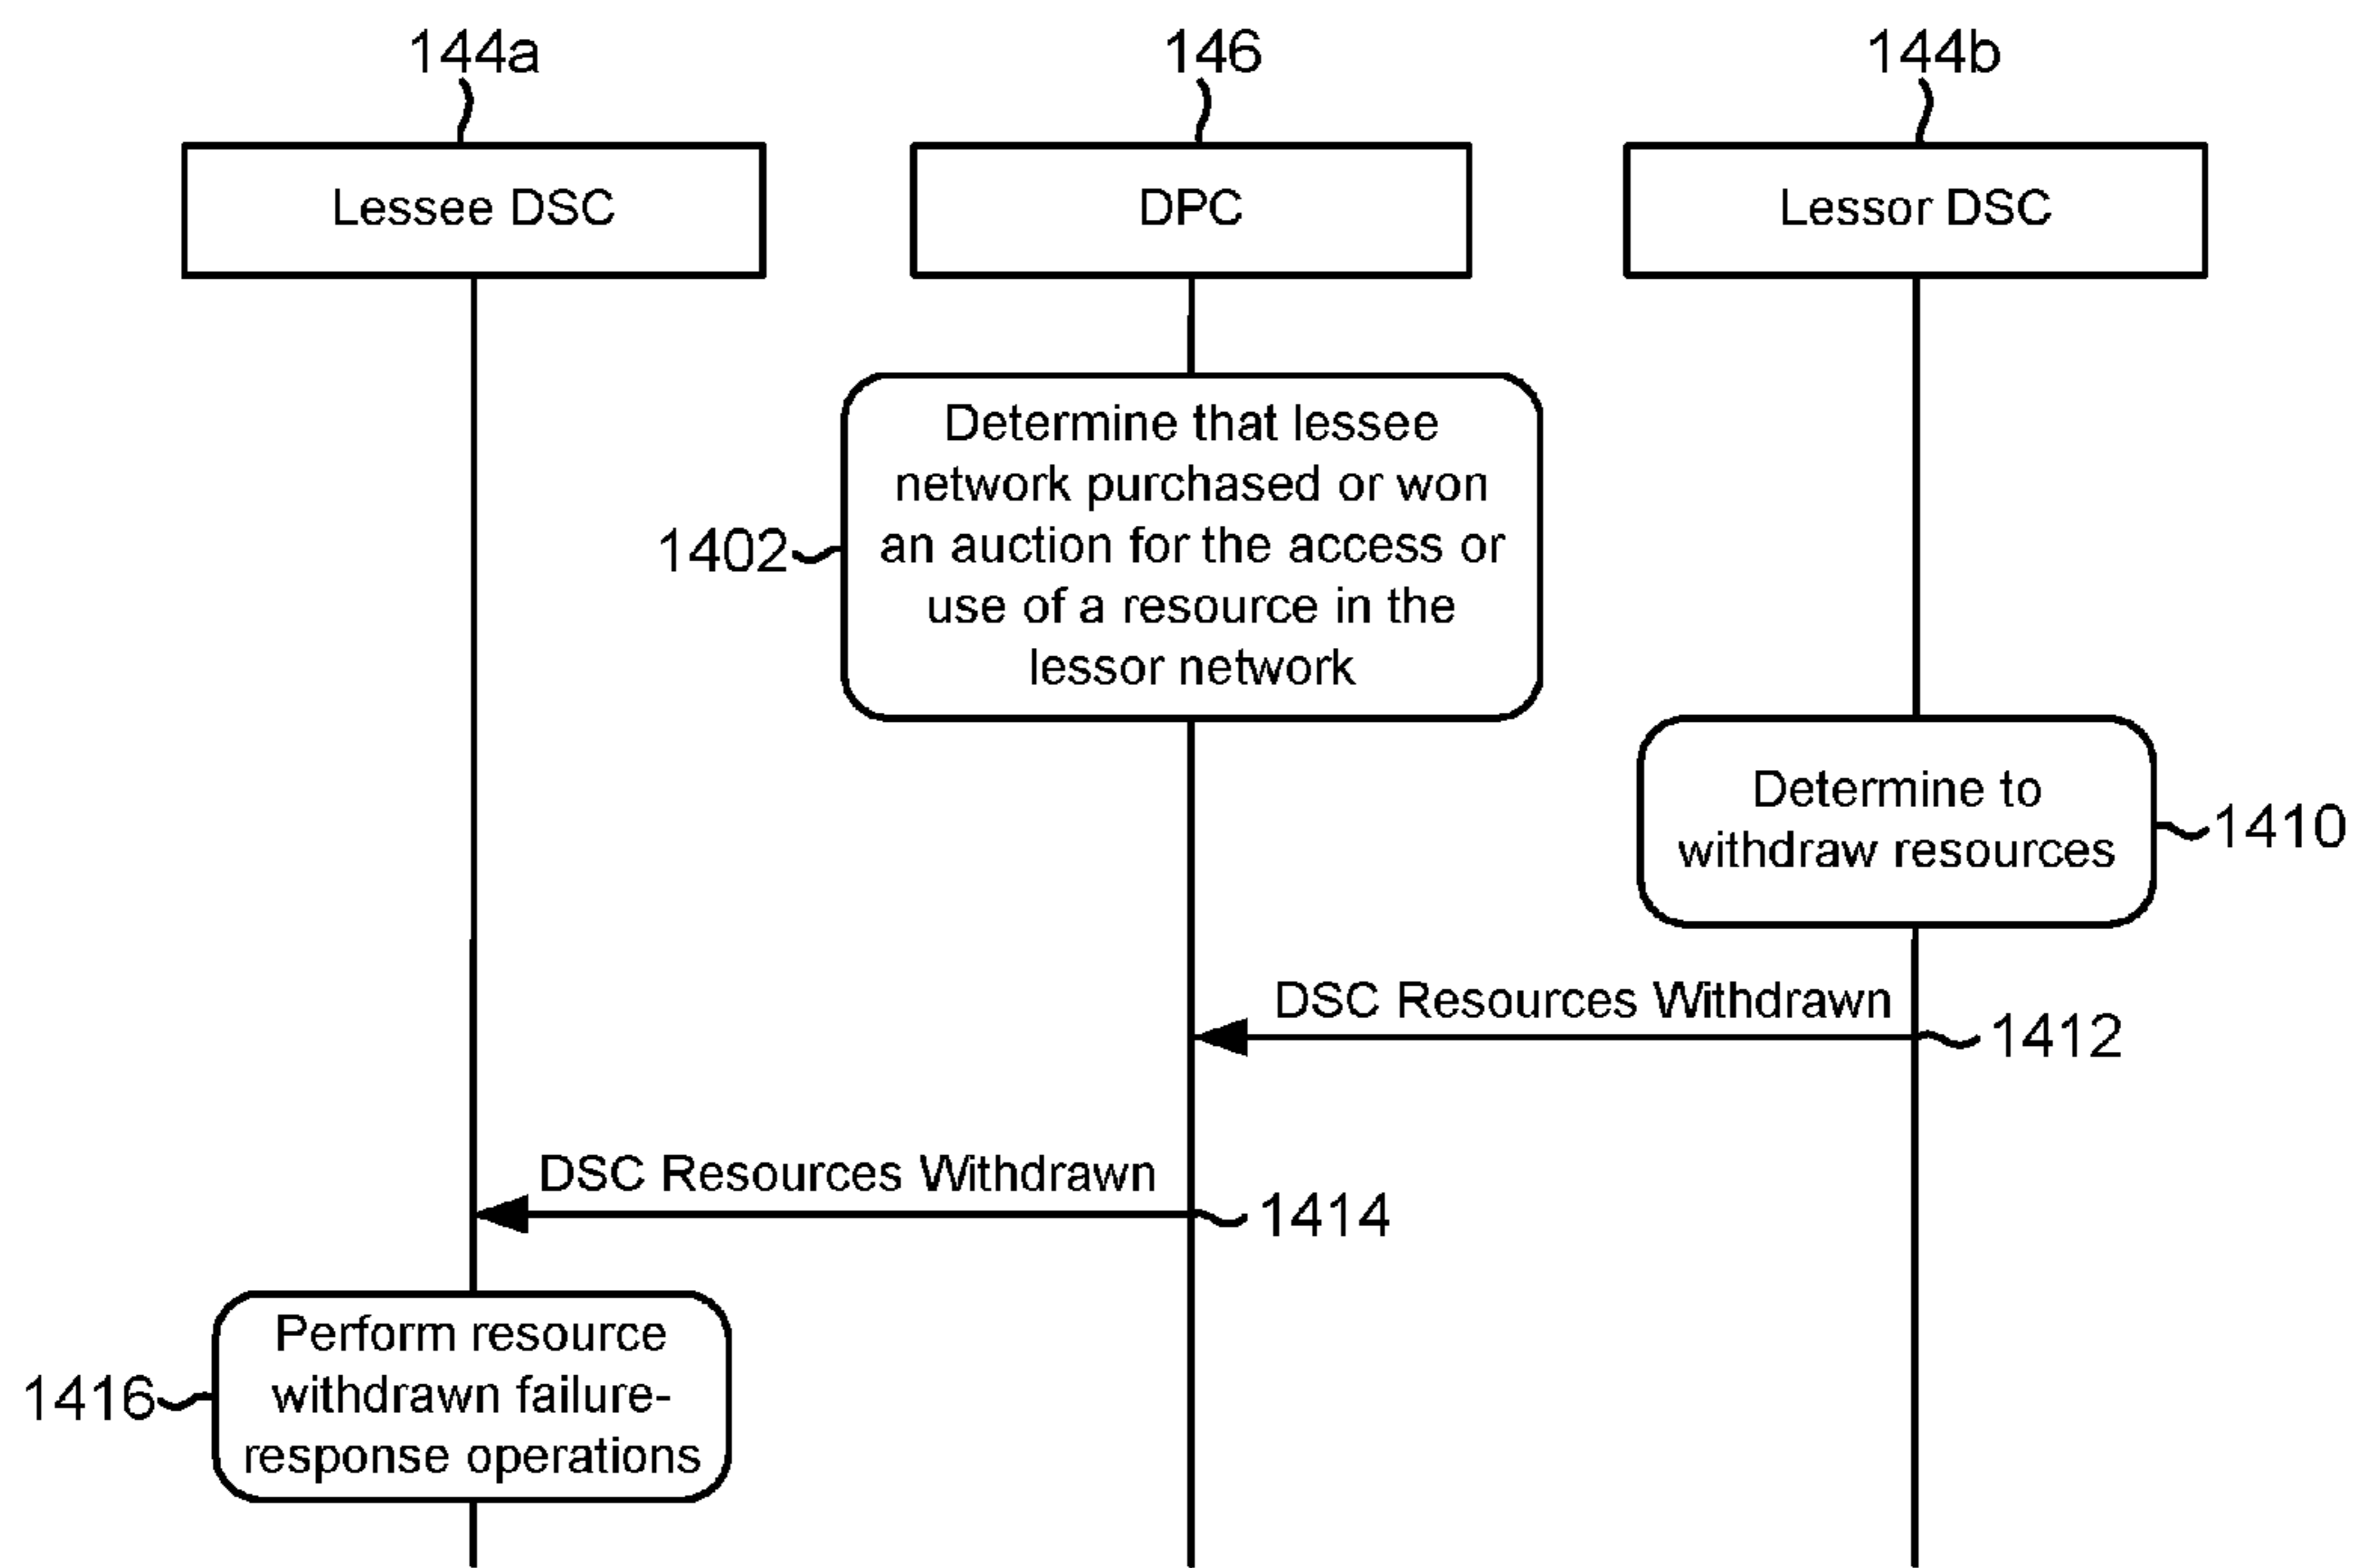 144a
146
144b
Lessee DSC
DPC
Lessor DSC
Determine that lessee
network purchased or won
an auction for the access or
use of a resource in the
lessor network
1402
Determine to
withdraw resources
1410
DSC Resources Withdrawn
1412
DSC Resources Withdrawn
1414
Perform resource
withdrawn failure-
response operations
1416